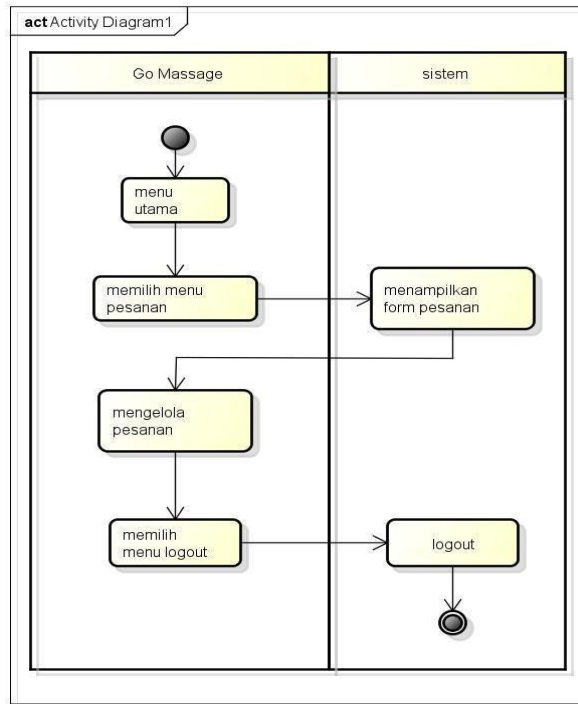 act Activity Diagram1
Go Massage
sistem
menu
utama
memilih menu
pesanan
menampilkan
form pesanan
mengelola
pesanan
memilih
menu logout
logout